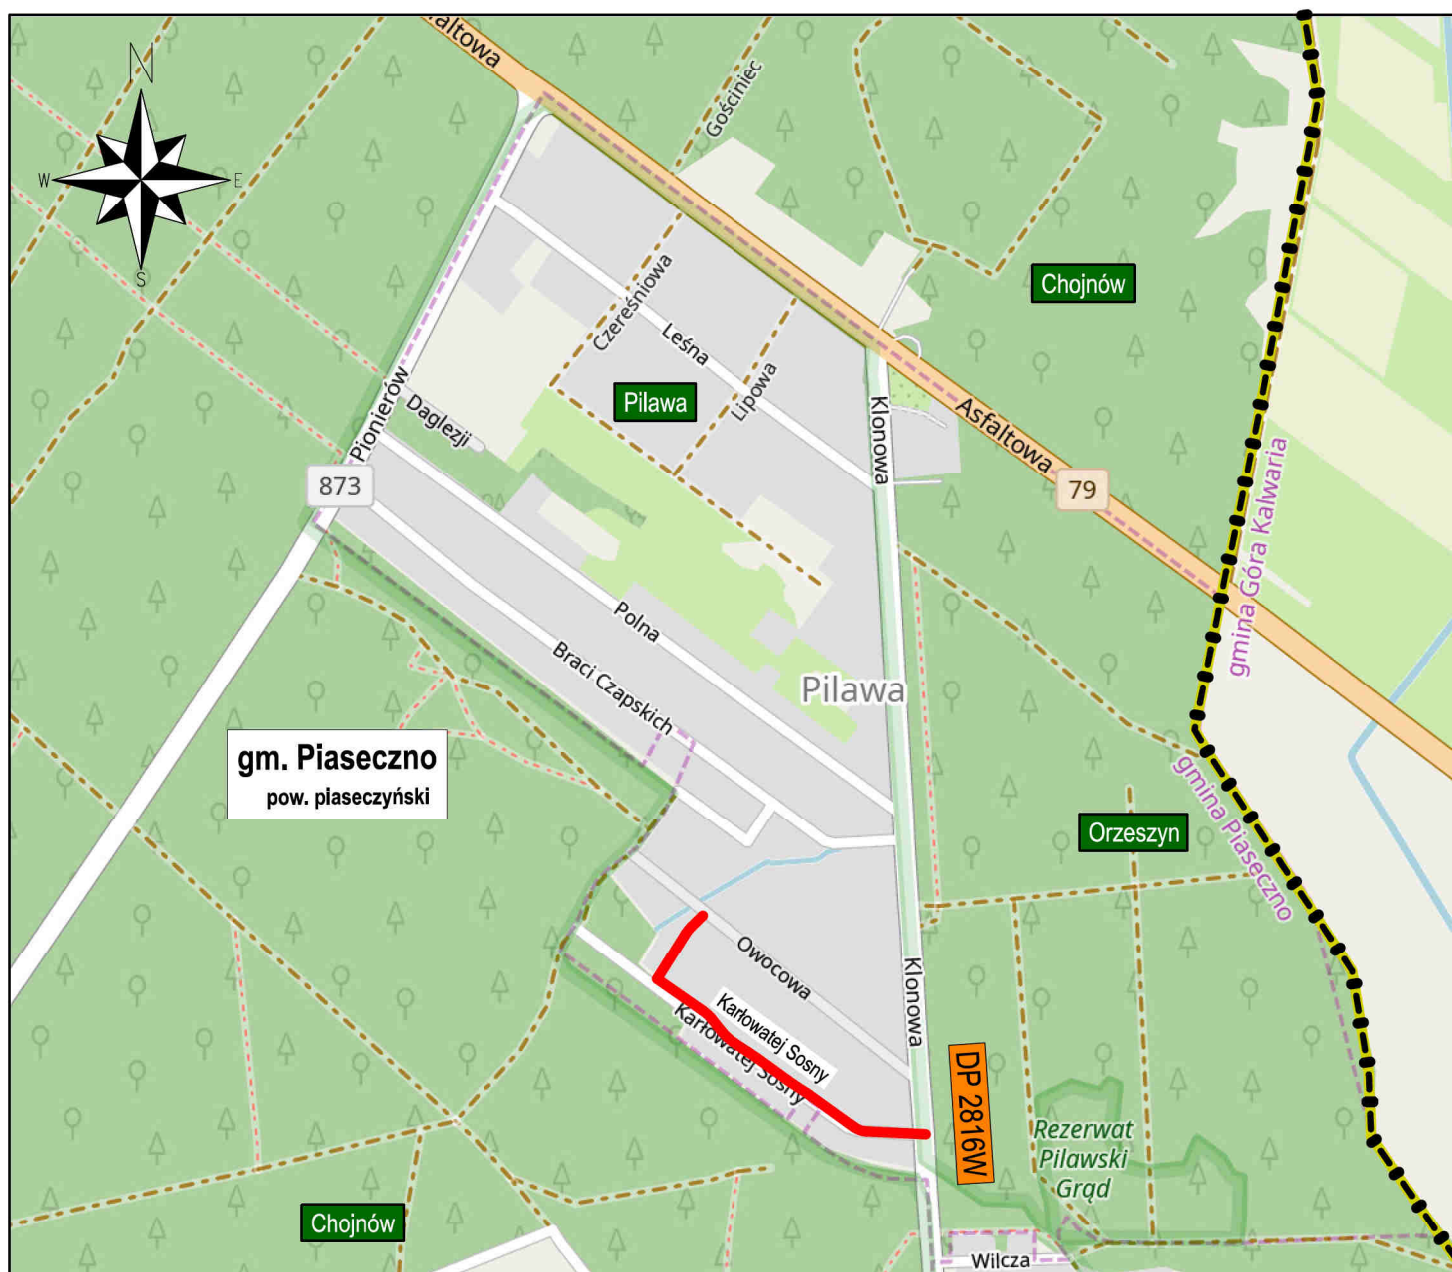 faltowa
N
Gościniec
W
E
S
Chojnów
Czereśniowa
Leśna
Pionierów
Daglezji
Pilawa
Lipowa
Klonowa
Asfaltowa
873
79
gmina Góra Kalwaria
Polna
Braci Czapskich
Pilawa
gm. Piaseczno
pow. piaseczyński
gmina Piaseczno
Orzeszyn
Owocowa
Klonowa
Karłowatej Sosny
Karłowatej Sosny
DP 2816W
Rezerwat
Pilawski
Grąd
Chojnów
Wilcza